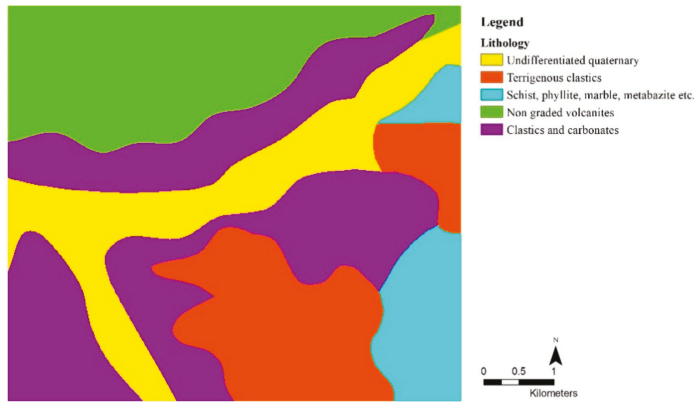 Legend
Lithology
Undifferentiated quaternary
Terrigenous clastics
Schist, phyllite, marble, metabazite etc.
Non graded volcanites
Clastics and carbonates
N
0 0.5 1
Kilometers